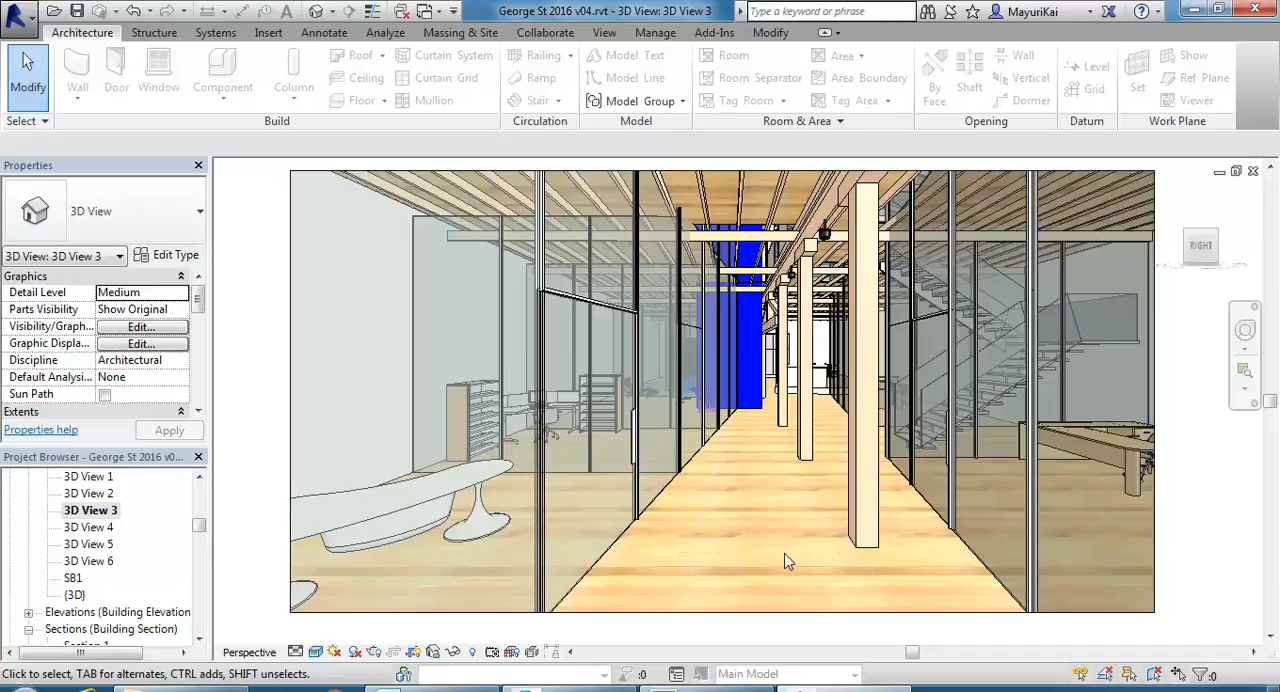 George St 2016 v04.rvt - 3D View: 3D View 3
Type a keyword or phrase
MayuriKai
Architecture Structure Systems Insert Annotate Analyze Massing & Site Collaborate View Manage Add-Ins Modify
Modify
Wall
Door
Window
Component
Column
Roof
Ceiling
Floor
Curtain System
Curtain Grid
Mullion
Railing
Ramp
Stair
Model Text
Model Line
Model Group
Room
Room Separator
Tag Room
Area
Area Boundary
Tag Area
By Face
Shaft
Wall
Vertical
Dormer
Level
Grid
Set
Show
Ref Plane
Viewer
Select
Build
Circulation
Model
Room & Area
Opening
Datum
Work Plane
Properties
3D View
3D View: 3D View 3
Edit Type
Graphics
Detail Level Medium
Parts Visibility Show Original
Visibility/Graph... Edit...
Graphic Displa... Edit...
Discipline Architectural
Default Analysi... None
Sun Path
Extents
Properties help
Apply
Project Browser - George St 2016 v0...
3D View 1
3D View 2
3D View 3
3D View 4
3D View 5
3D View 6
SB1
{3D}
Elevations (Building Elevation
Sections (Building Section)
RIGHT
Perspective
Click to select, TAB for alternates, CTRL adds, SHIFT unselects.
:0
Main Model
:0